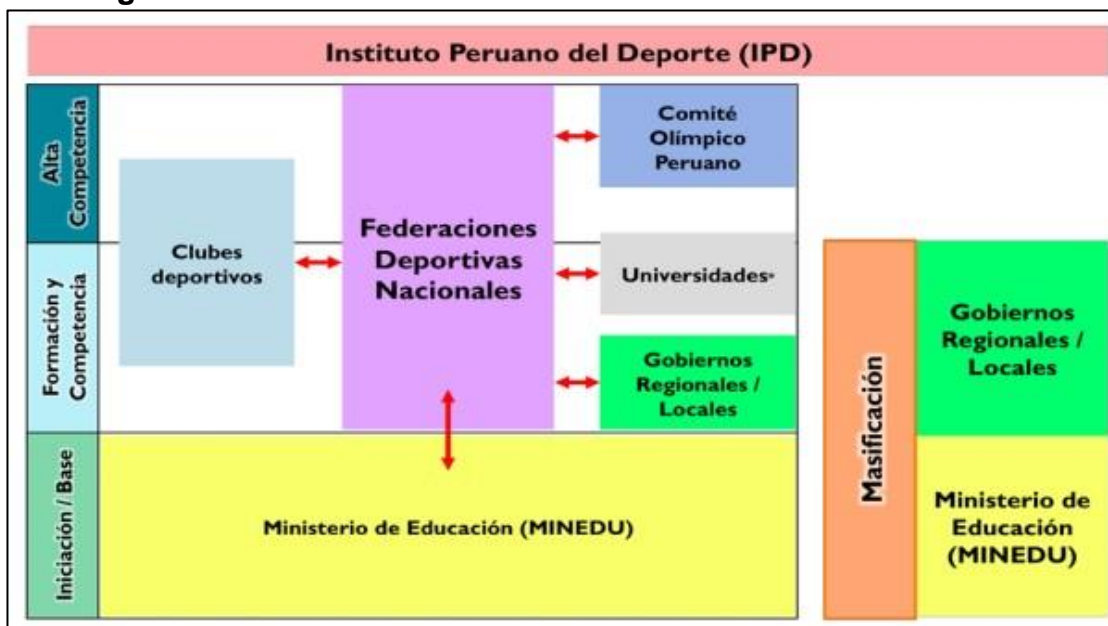 Instituto Peruano del Deporte (IPD)
Alta
Competencia
Comité
Olímpico
Peruano
Clubes
deportivos
Federaciones
Deportivas
Nacionales
Universidades*
Formación y
Competencia
Gobiernos
Regionales /
Locales
Iniciación / Base
Ministerio de Educación (MINEDU)
Masificación
Gobiernos
Regionales /
Locales
Ministerio de
Educación
(MINEDU)